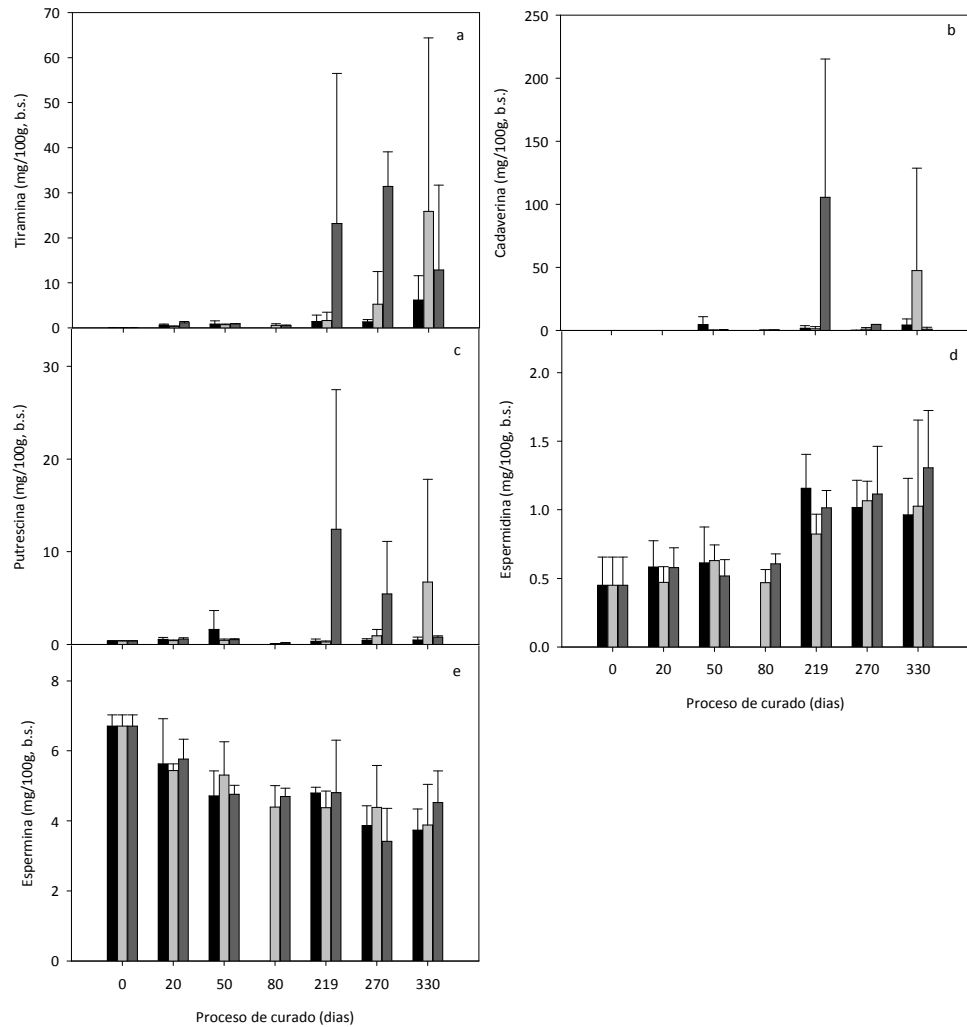 a
Tiramina (mg/100g, b.s.)
70
60
50
40
30
20
10
0
b
Cadaverina (mg/100g, b.s.)
250
200
150
100
50
0
c
Putrescina (mg/100g, b.s.)
30
20
10
0
d
Espermidina (mg/100g, b.s.)
2.0
1.5
1.0
0.5
0.0
0 20 50 80 219 270 330
Proceso de curado (dias)
e
Espermina (mg/100g, b.s.)
8
6
4
2
0
0 20 50 80 219 270 330
Proceso de curado (dias)